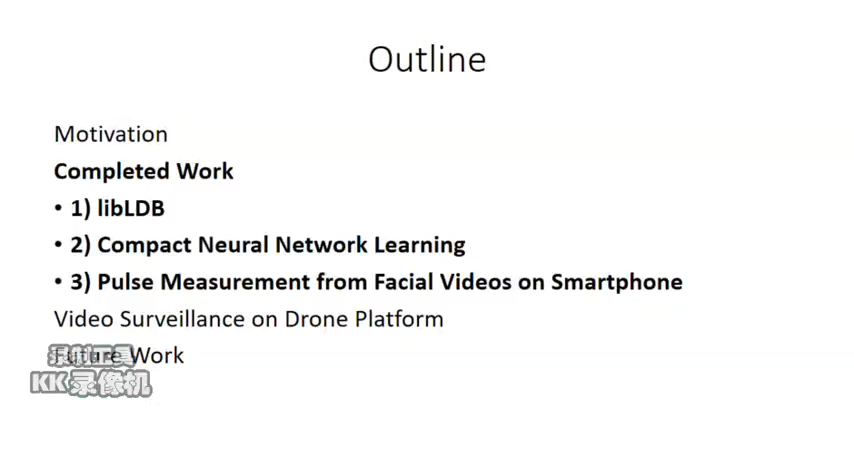 Outline
Motivation
Completed Work
• 1) libLDB
• 2) Compact Neural Network Learning
• 3) Pulse Measurement from Facial Videos on Smartphone
Video Surveillance on Drone Platform
Future Work
KK录像机